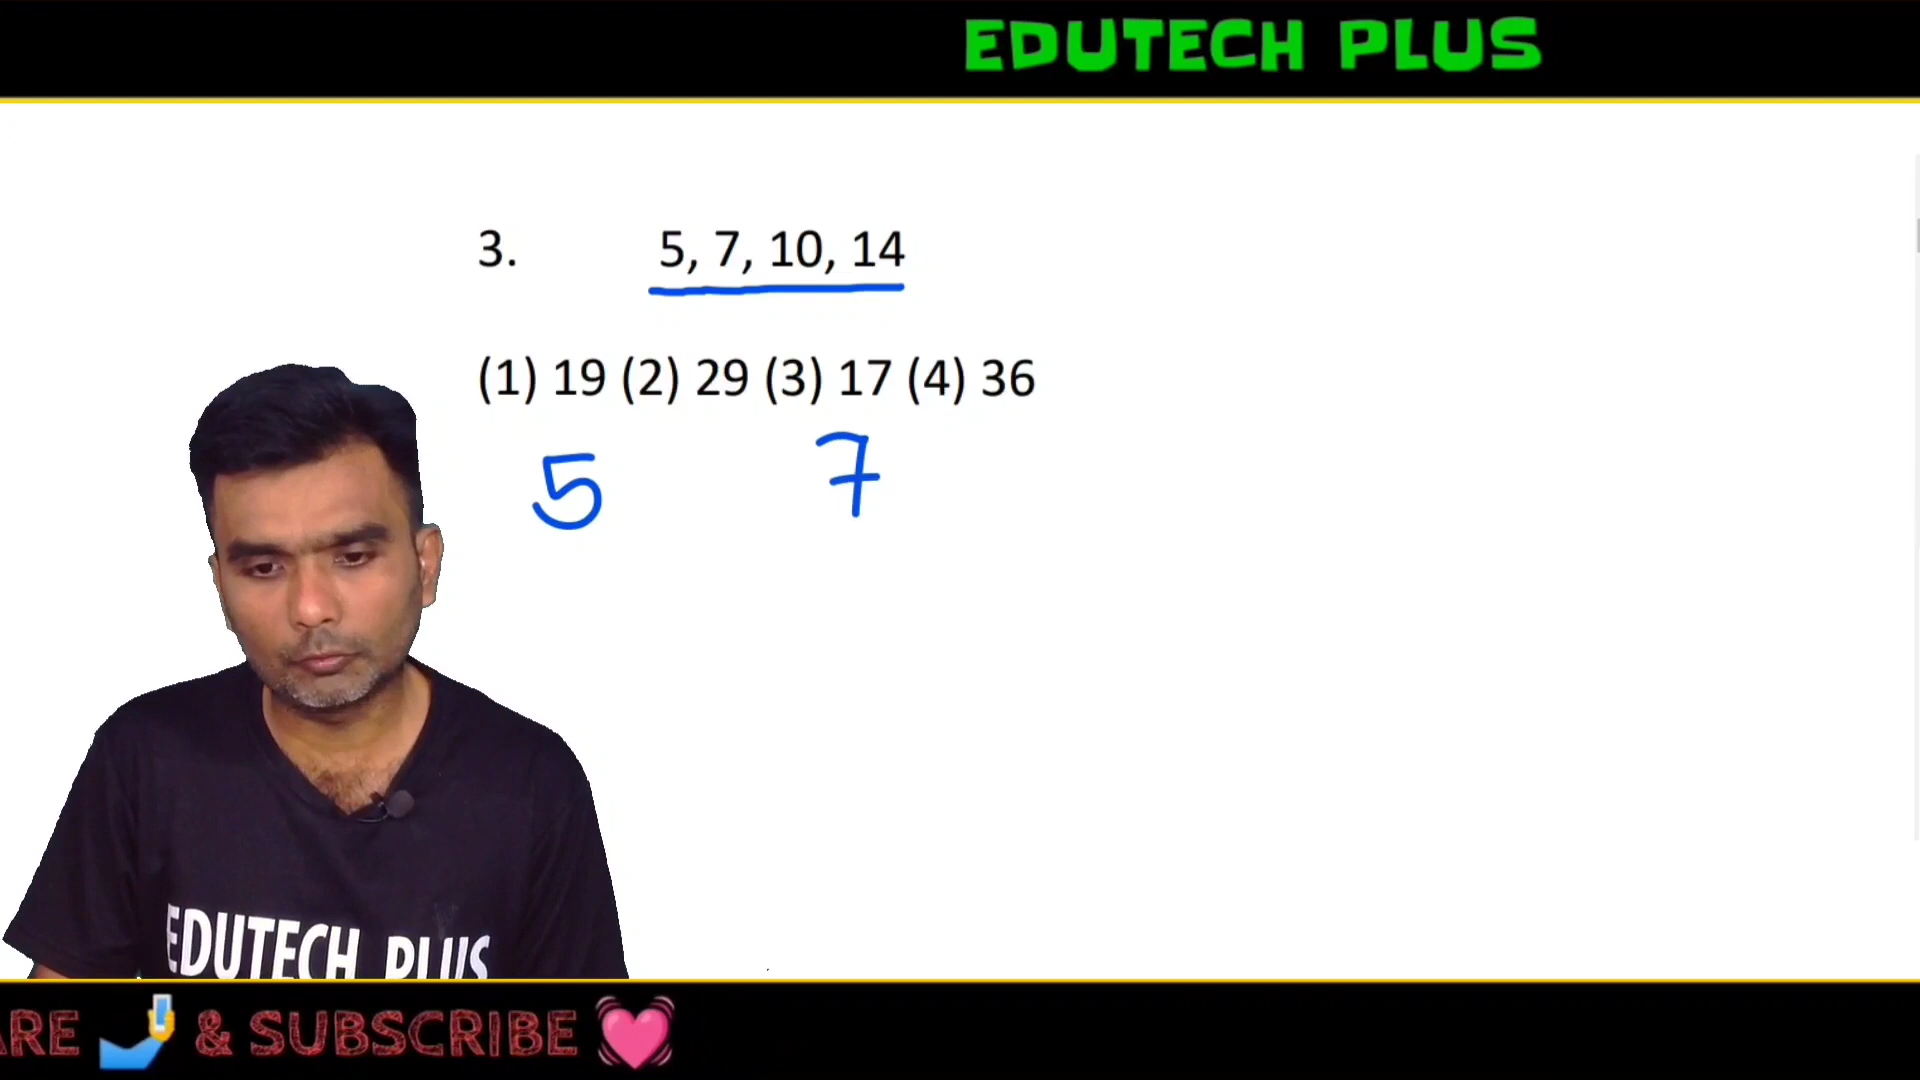 EDUTECH PLUS
3. 5, 7, 10, 14
(1) 19 (2) 29 (3) 17 (4) 36
5 7
EDUTECH PLUS
& SUBSCRIBE